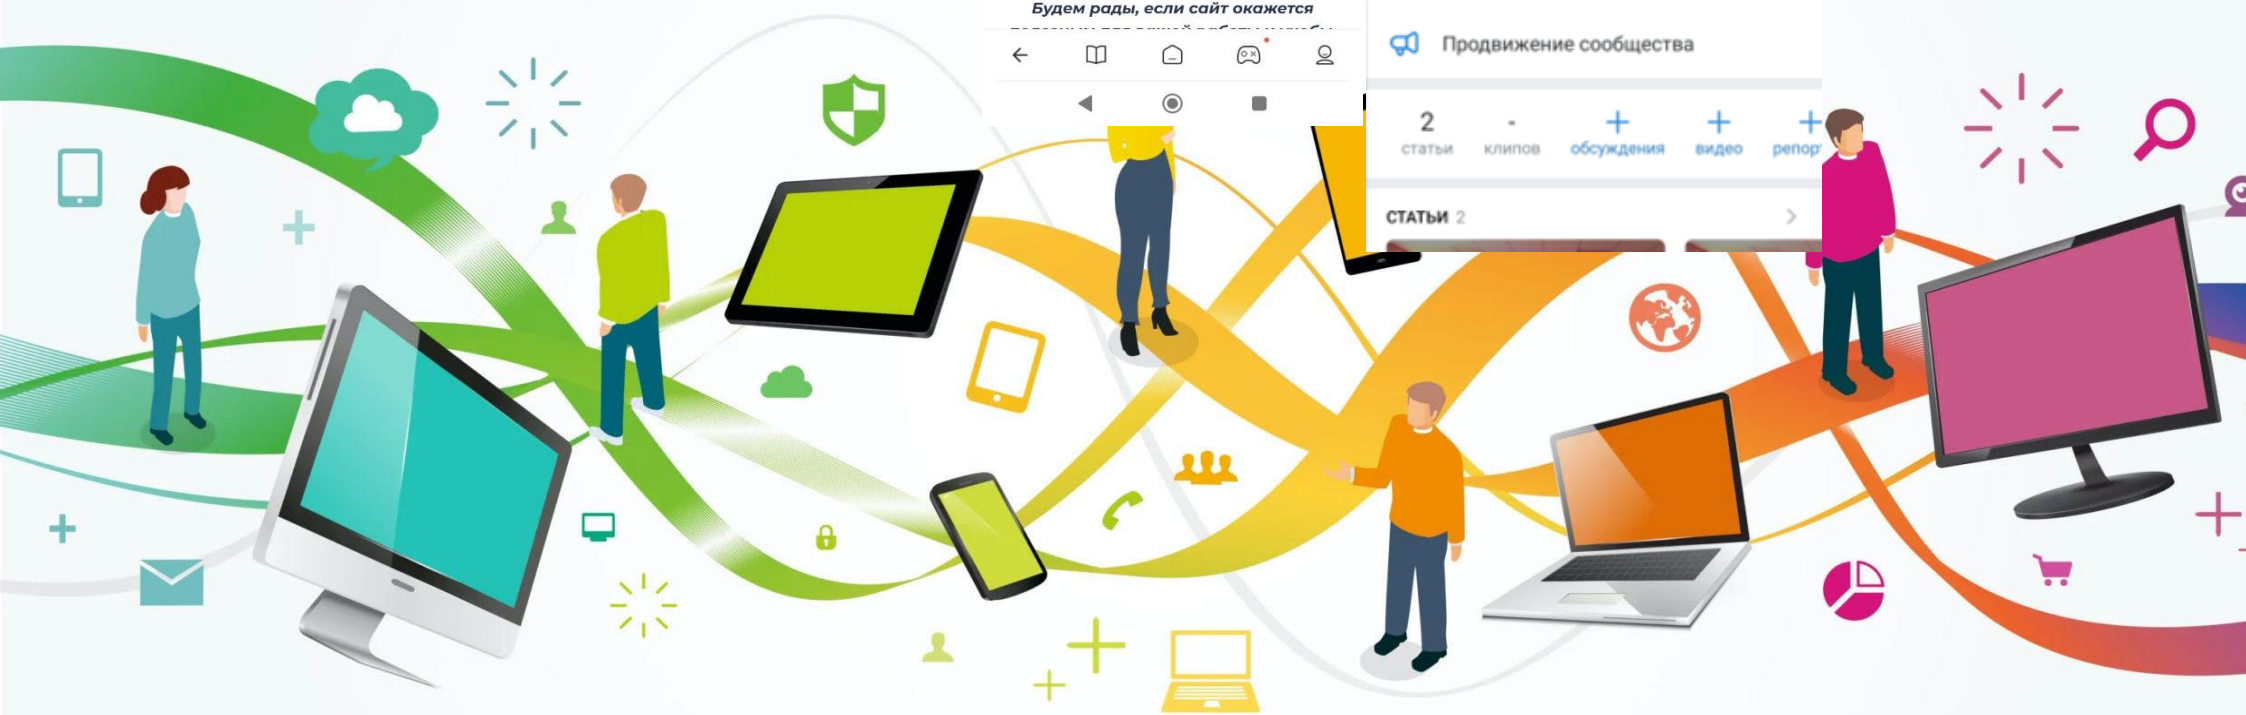 Будем рады, если сайт окажется
Продвижение сообщества
2
-
+
+
+
статьи
клипов
обсуждения
видео
СТАТЬИ 2